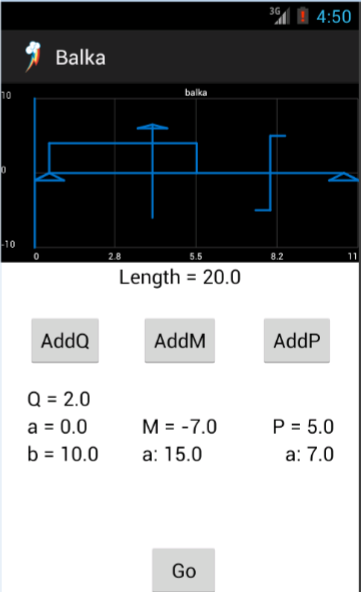 3G 4:50
Balka
balka
10
0
-10
0 2.8 5.5 8.2 11
Length = 20.0
AddQ AddM AddP
Q = 2.0
a = 0.0 M = -7.0 P = 5.0
b = 10.0 a: 15.0 a: 7.0
Go